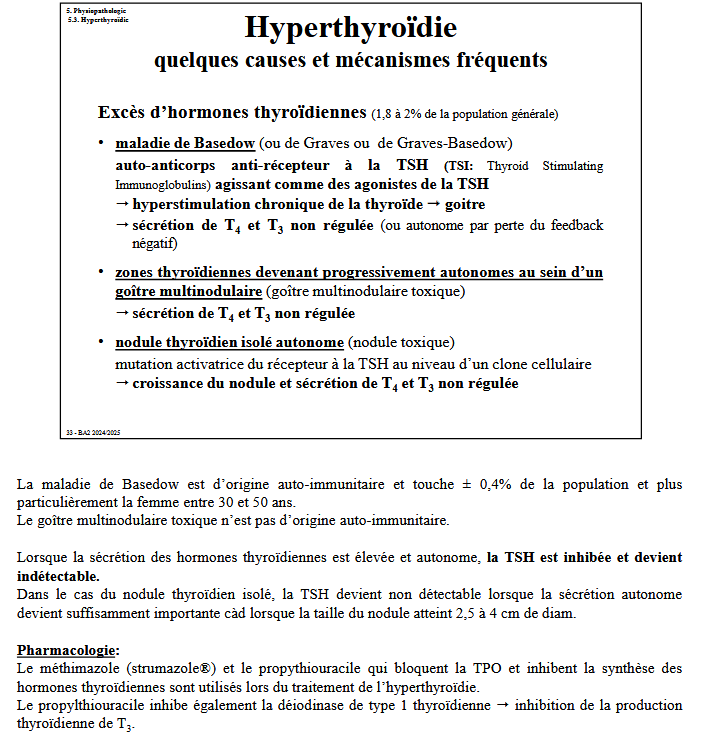 5. Physiopathologie
5.3. Hyperthyroïdie
Hyperthyroïdie
quelques causes et mécanismes fréquents
Excès d'hormones thyroïdiennes (1,8 à 2% de la population générale)
• maladie de Basedow (ou de Graves ou de Graves-Basedow)
auto-anticorps anti-récepteur à la TSH (TSI: Thyroid Stimulating
Immunoglobulins) agissant comme des agonistes de la TSH
→ hyperstimulation chronique de la thyroïde → goitre
→ sécrétion de T4 et T3 non régulée (ou autonome par perte du feedback
négatif)
• zones thyroïdiennes devenant progressivement autonomes au sein d'un
goître multinodulaire (goître multinodulaire toxique)
→ sécrétion de T4 et T3 non régulée
• nodule thyroïdien isolé autonome (nodule toxique)
mutation activatrice du récepteur à la TSH au niveau d'un clone cellulaire
→ croissance du nodule et sécrétion de T4 et T3 non régulée
33 - BA2 2024/2025
La maladie de Basedow est d'origine auto-immunitaire et touche ± 0,4% de la population et plus
particulièrement la femme entre 30 et 50 ans.
Le goître multinodulaire toxique n'est pas d'origine auto-immunitaire.
Lorsque la sécrétion des hormones thyroïdiennes est élevée et autonome, la TSH est inhibée et devient
indétectable.
Dans le cas du nodule thyroïdien isolé, la TSH devient non détectable lorsque la sécrétion autonome
devient suffisamment importante càd lorsque la taille du nodule atteint 2,5 à 4 cm de diam.
Pharmacologie:
Le méthimazole (strumazole®) et le propythiouracile qui bloquent la TPO et inhibent la synthèse des
hormones thyroïdiennes sont utilisés lors du traitement de l'hyperthyroïdie.
Le propylthiouracile inhibe également la déiodinase de type 1 thyroïdienne → inhibition de la production
thyroïdienne de T3.